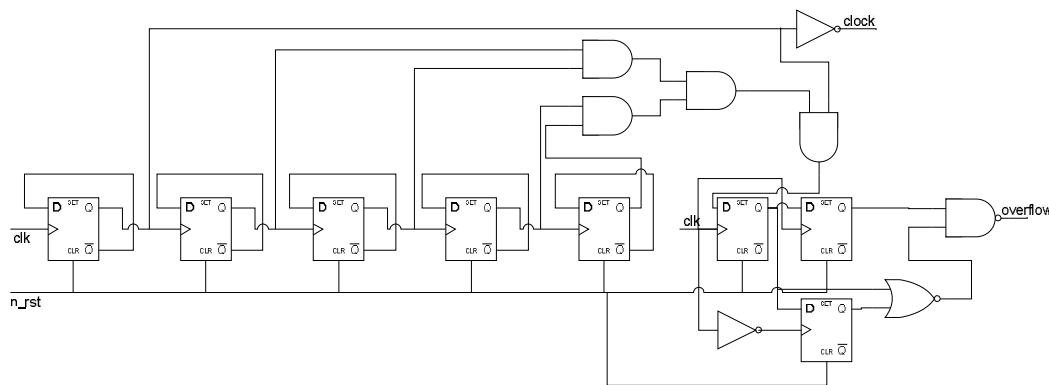 clock
D SET Q
D SET Q
D SET Q
D SET Q
D SET Q
D SET Q
D SET Q
overflow
clk
clk
CLR Q̅
CLR Q̅
CLR Q̅
CLR Q̅
CLR Q̅
CLR Q̅
CLR Q̅
n_rst
D SET Q
CLR Q̅